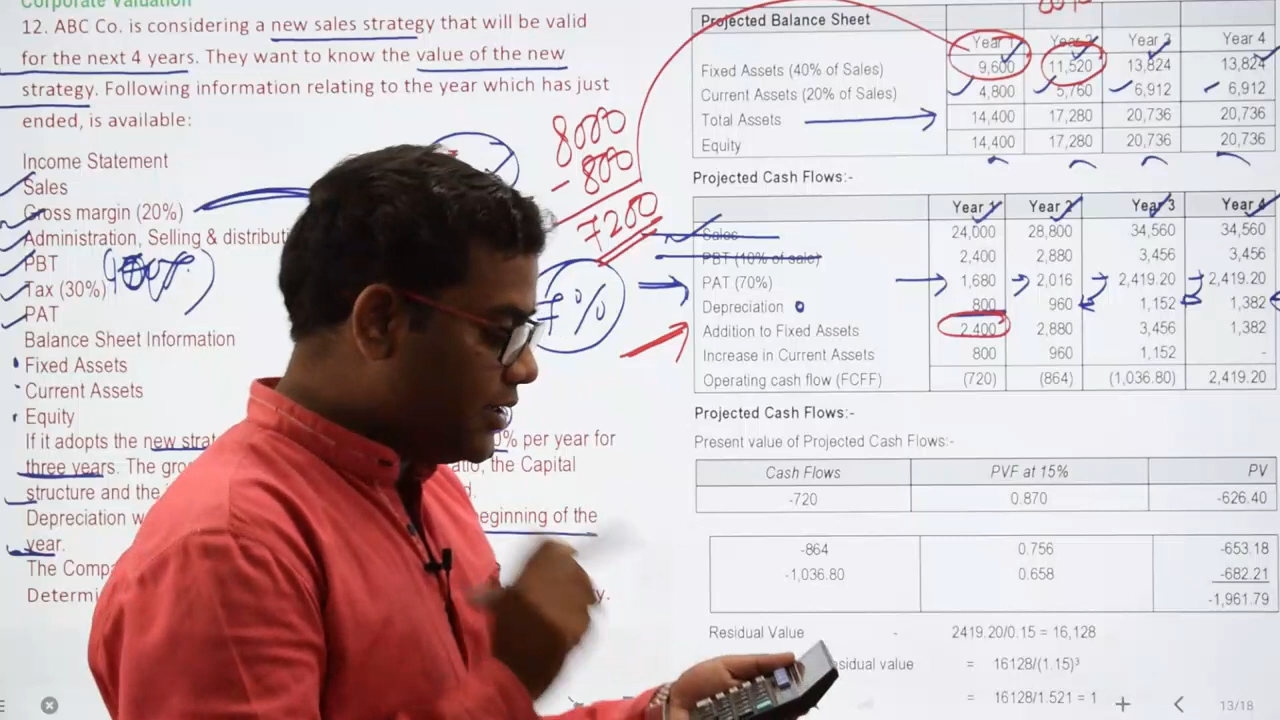 Corporate Valuation
12. ABC Co. is considering a new sales strategy that will be valid
for the next 4 years. They want to know the value of the new
strategy. Following information relating to the year which has just
ended, is available:
Income Statement
Sales
Gross margin (20%)
Administration, Selling &
PBT
Tax (30%)
PAT
Balance Sheet Information
Fixed Assets
Current Assets
Equity
If it adopts the new 0% per year for
three years. The the Capital
structure and the
Depreciation beginning of the
year.
The
8000
- 800
7200
7%
Projected Balance Sheet
Year 1 Year 2 Year 3 Year 4
Fixed Assets (40% of Sales) 9,600 11,520 13,824 13,824
Current Assets (20% of Sales) 4,800 5,760 6,912 6,912
Total Assets 14,400 17,280 20,736 20,736
Equity 14,400 17,280 20,736 20,736
Projected Cash Flows:-
Year 1 Year 2 Year 3 Year 4
Sales 24,000 28,800 34,560 34,560
PBT (10% of sale) 2,400 2,880 3,456 3,456
PAT (70%) 1,680 2,016 2,419.20 2,419.20
Depreciation 800 960 1,152 1,382
Addition to Fixed Assets 2,400 2,880 3,456 1,382
Increase in Current Assets 800 960 1,152 -
Operating cash flow (FCFF) (720) (864) (1,036.80) 2,419.20
Projected Cash Flows:-
Present value of Projected Cash Flows:-
Cash Flows PVF at 15% PV
-720 0.870 -626.40
-864 0.756 -653.18
-1,036.80 0.658 -682.21
-1,961.79
Residual Value - 2419.20/0.15 = 16,128
residual value = 16128/(1.15)³
= 16128/1.521 = 1
13/18